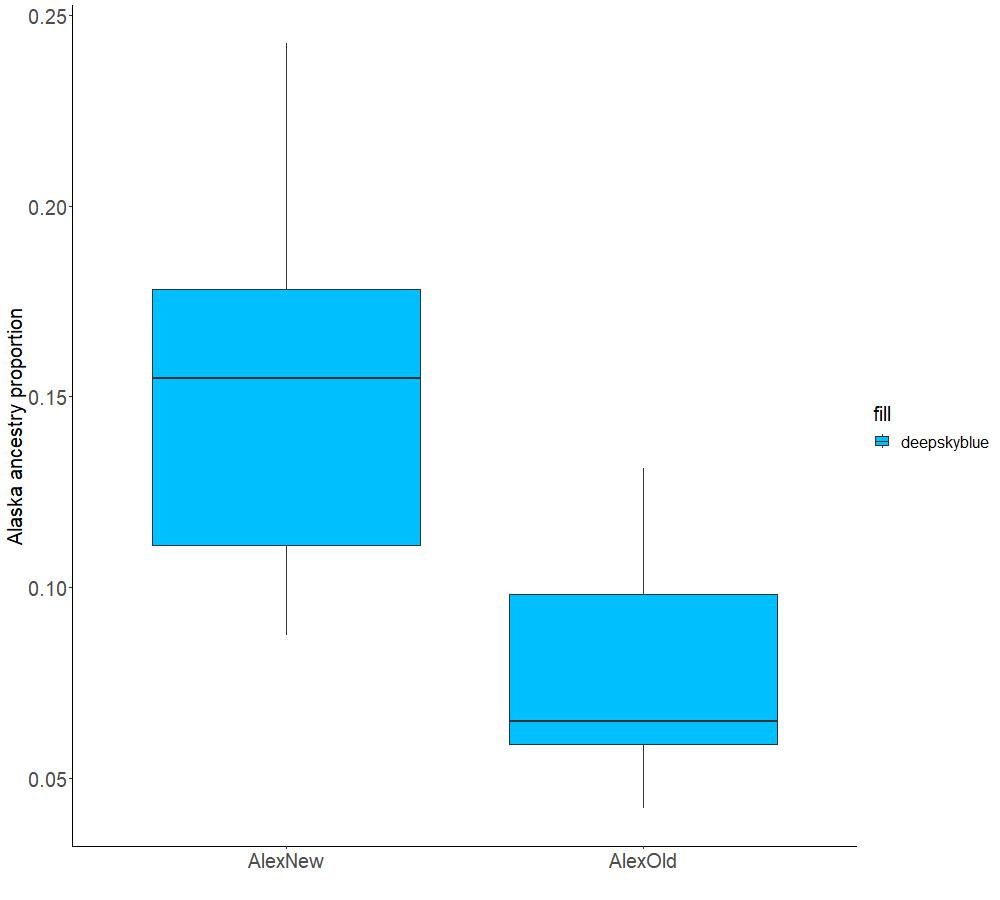 0.25
0.20
0.15
0.10
0.05
Alaska ancestry proportion
AlexNew
AlexOld
fill
deepskyblue